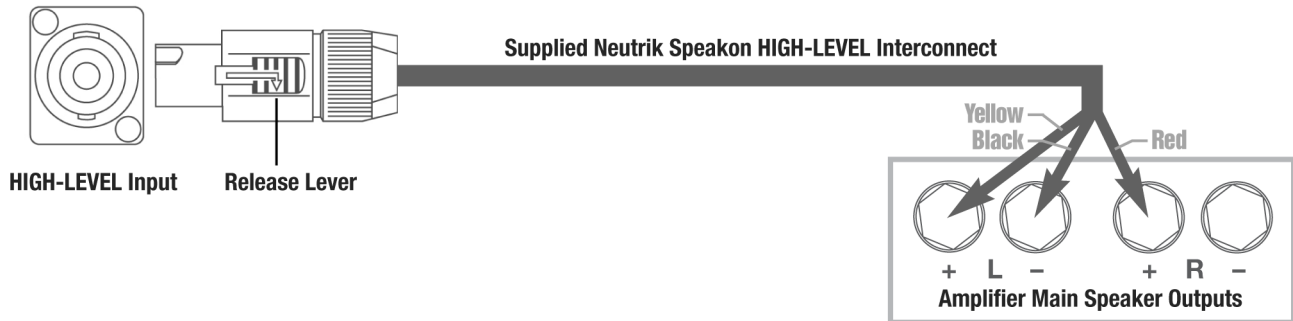 Supplied Neutrik Speakon HIGH-LEVEL Interconnect
Yellow
Black
Red
HIGH-LEVEL Input
Release Lever
+ L − + R −
Amplifier Main Speaker Outputs